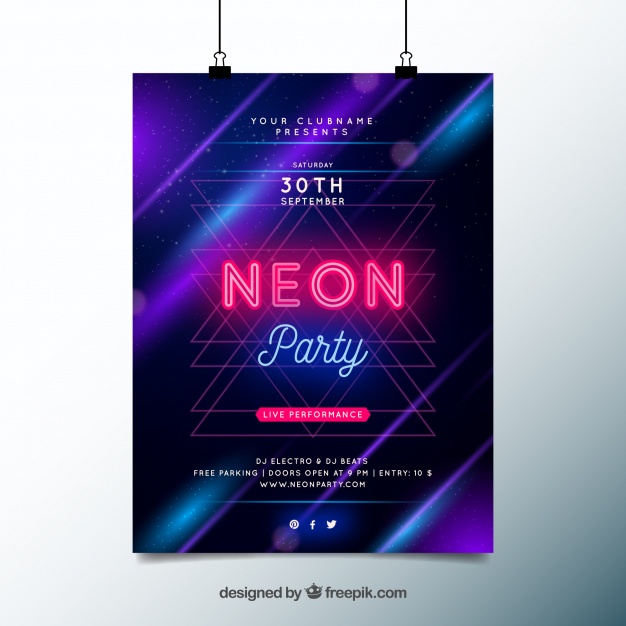 YOUR CLUBNAME
PRESENTS
SATURDAY
30TH
SEPTEMBER
NEON
Party
LIVE PERFORMANCE
DJ ELECTRO & DJ BEATS
FREE PARKING | DOORS OPEN AT 9 PM | ENTRY: 10 $
WWW.NEONPARTY.COM
designed by freepik.com